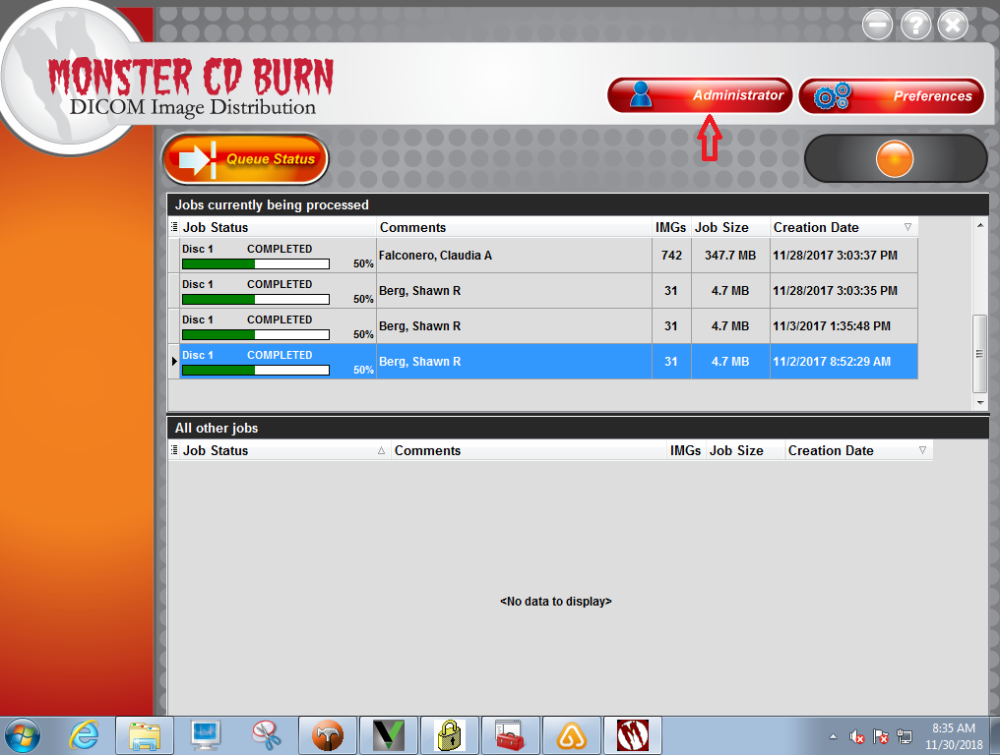 MONSTER CD BURN
DICOM Image Distribution
Administrator
Preferences
Queue Status
Jobs currently being processed
Job Status Comments IMGs Job Size Creation Date
Disc 1 COMPLETED
50% Falconero, Claudia A 742 347.7 MB 11/28/2017 3:03:37 PM
Disc 1 COMPLETED
50% Berg, Shawn R 31 4.7 MB 11/28/2017 3:03:35 PM
Disc 1 COMPLETED
50% Berg, Shawn R 31 4.7 MB 11/3/2017 1:35:48 PM
Disc 1 COMPLETED
50% Berg, Shawn R 31 4.7 MB 11/2/2017 8:52:29 AM
All other jobs
Job Status Comments IMGs Job Size Creation Date
<No data to display>
8:35 AM
11/30/2018